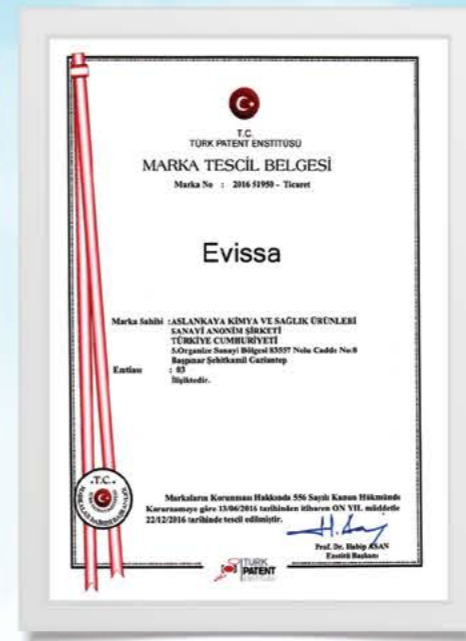 T.C.
TÜRK PATENT ENSTİTÜSÜ
MARKA TESCİL BELGESİ
Marka No : 2016 51950 - Ticaret
Evissa
Marka Sahibi : ASLANKAYA KİMYA VE SAĞLIK ÜRÜNLERİ
SANAYİ ANONİM ŞİRKETİ
TÜRKİYE CUMHURİYETİ
5.Organize Sanayi Bölgesi 83557 Nolu Cadde No:8
Başpınar Şehitkamil Gaziantep
Emtiası : 03
İlişiktedir.
T.C.
Markaların Korunması Hakkında 556 Sayılı Kanun Hükmünde
Kararnameye göre 13/06/2016 tarihinden itibaren ON YIL müddetle
22/12/2016 tarihinde tescil edilmiştir.
Prof. Dr. Habip ASAN
Enstitü Başkanı
TÜRK
PATENT